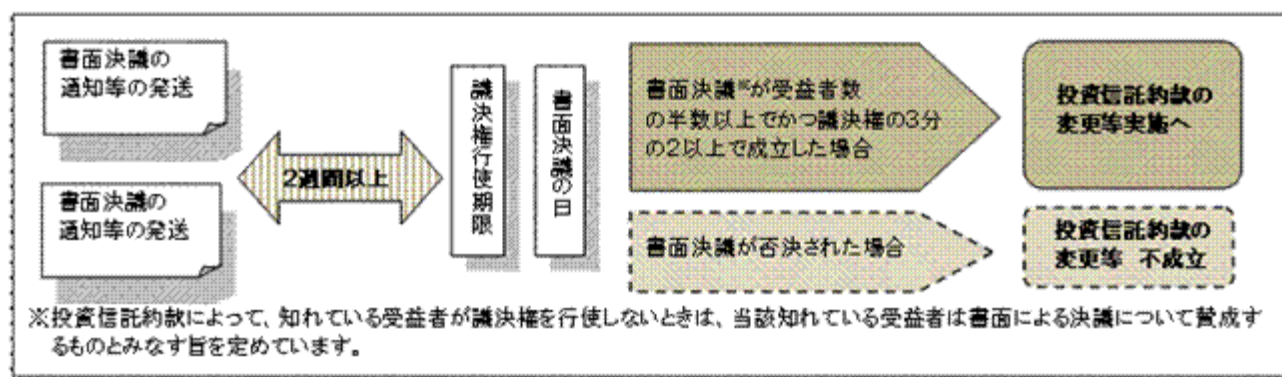 書面決議の
通知等の発送
書面決議の
通知等の発送
2週間以上
議決権行使期限
書面決議の日
書面決議※が受益者数
の半数以上でかつ議決権の3分
の2以上で成立した場合
投資信託約款の
変更等実施へ
書面決議が否決された場合
投資信託約款の
変更等 不成立
※投資信託約款によって、知れている受益者が議決権を行使しないときは、当該知れている受益者は書面による決議について賛成す
るものとみなす旨を定めています。